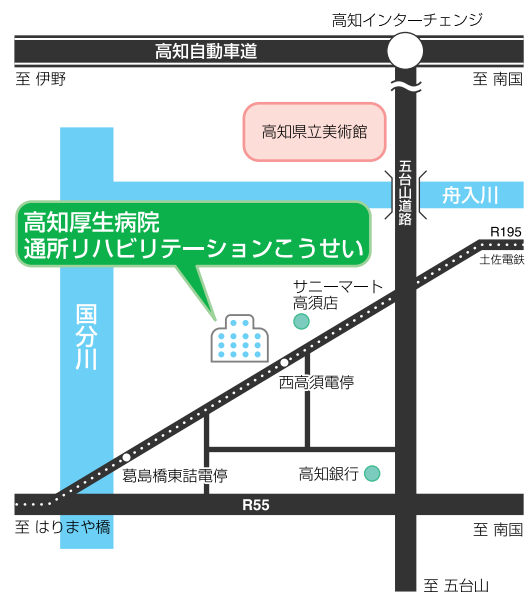 高知インターチェンジ
高知自動車道
至 伊野
至 南国
高知県立美術館
五台山道路
舟入川
高知厚生病院
通所リハビリテーションこうせい
R195
土佐電鉄
サニーマート
高須店
国分川
西高須電停
葛島橋東詰電停
高知銀行
R55
至 はりまや橋
至 南国
至 五台山